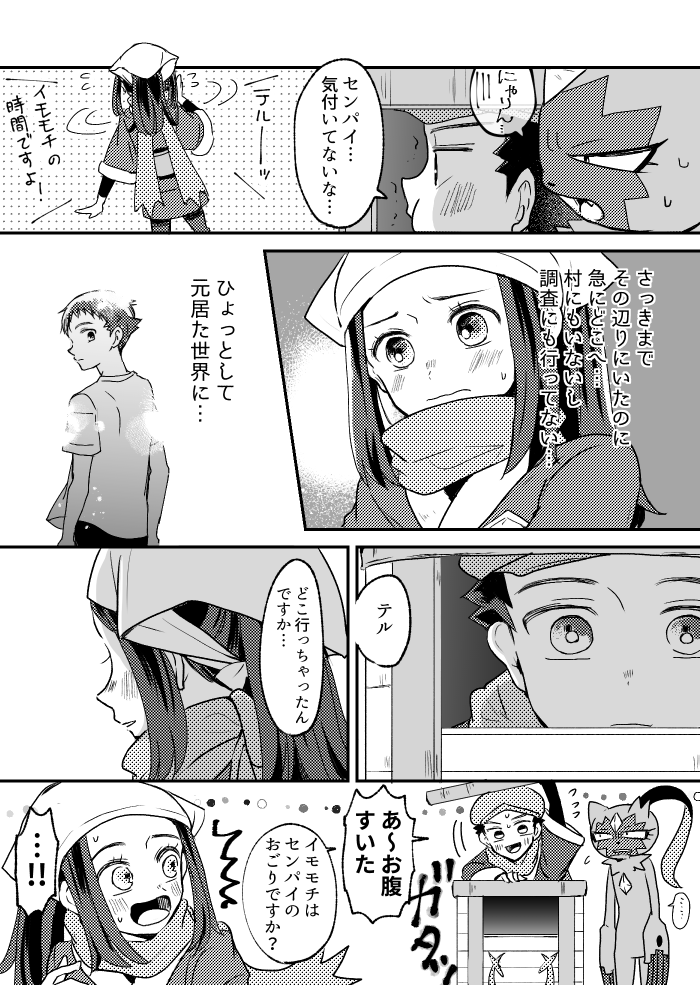 にゃりん…
センパイ…
気付いてないな…
テルーーッ
イモモチの
時間ですよー!
さっきまで
その辺りにいたのに
急にどこへ…
村にもいないし
調査にも行ってない…
ひょっとして
元居た世界に…
テル
どこ行っちゃったん
ですか…
あ〜お腹
すいた
ガタッ
イモモチは
センパイの
おごりですか?
…!!